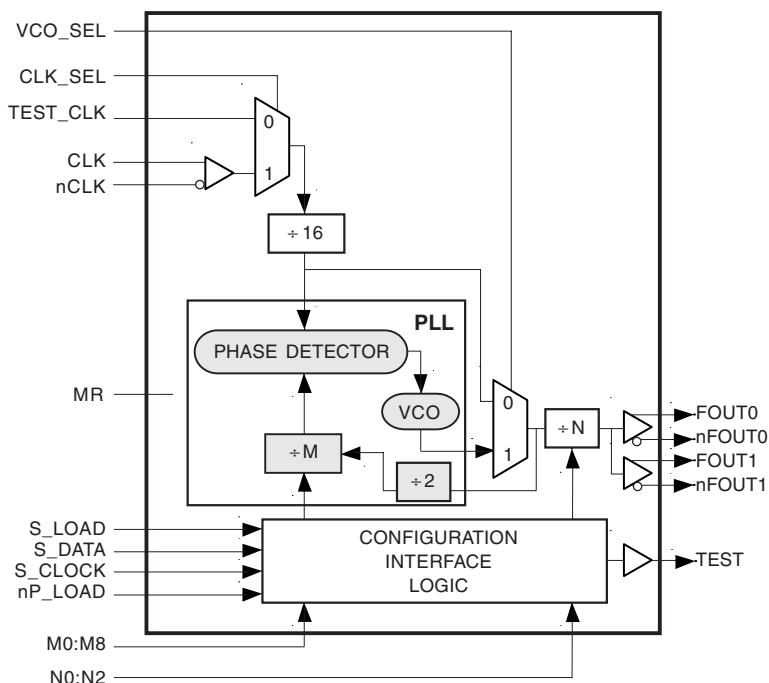 VCO_SEL
CLK_SEL
TEST_CLK
0
CLK
1
nCLK
÷ 16
PLL
PHASE DETECTOR
MR
VCO
0
1
÷ N
FOUT0
nFOUT0
FOUT1
nFOUT1
÷ M
÷ 2
S_LOAD
S_DATA
S_CLOCK
nP_LOAD
CONFIGURATION
INTERFACE
LOGIC
TEST
M0:M8
N0:N2